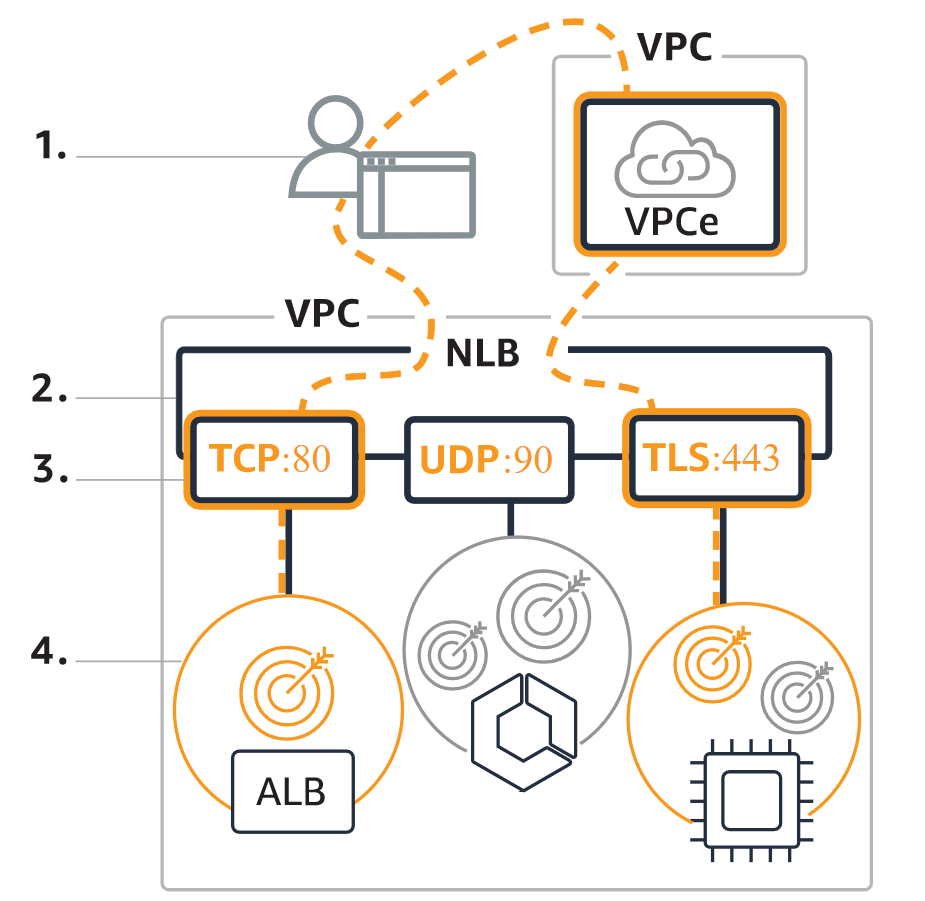 VPC
1.
VPCe
VPC
NLB
2.
TCP:80
UDP:90
TLS:443
3.
4.
ALB